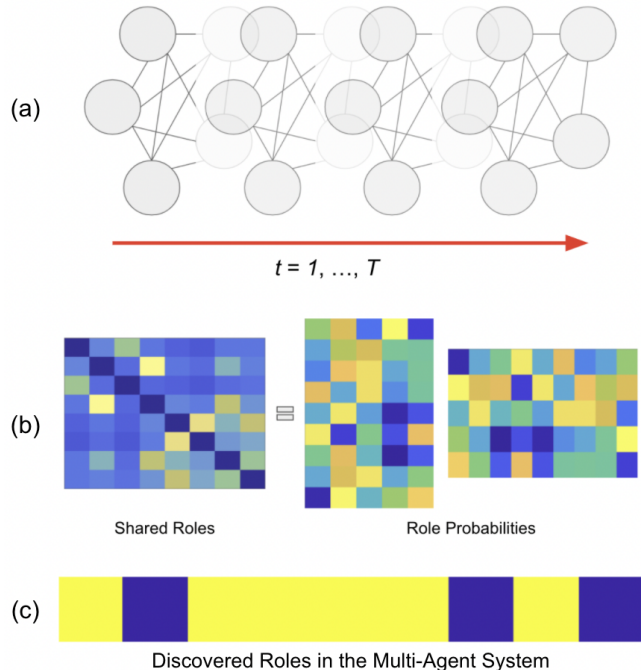 (a)
t = 1, ..., T
(b)
=
Shared Roles
Role Probabilities
(c)
Discovered Roles in the Multi-Agent System